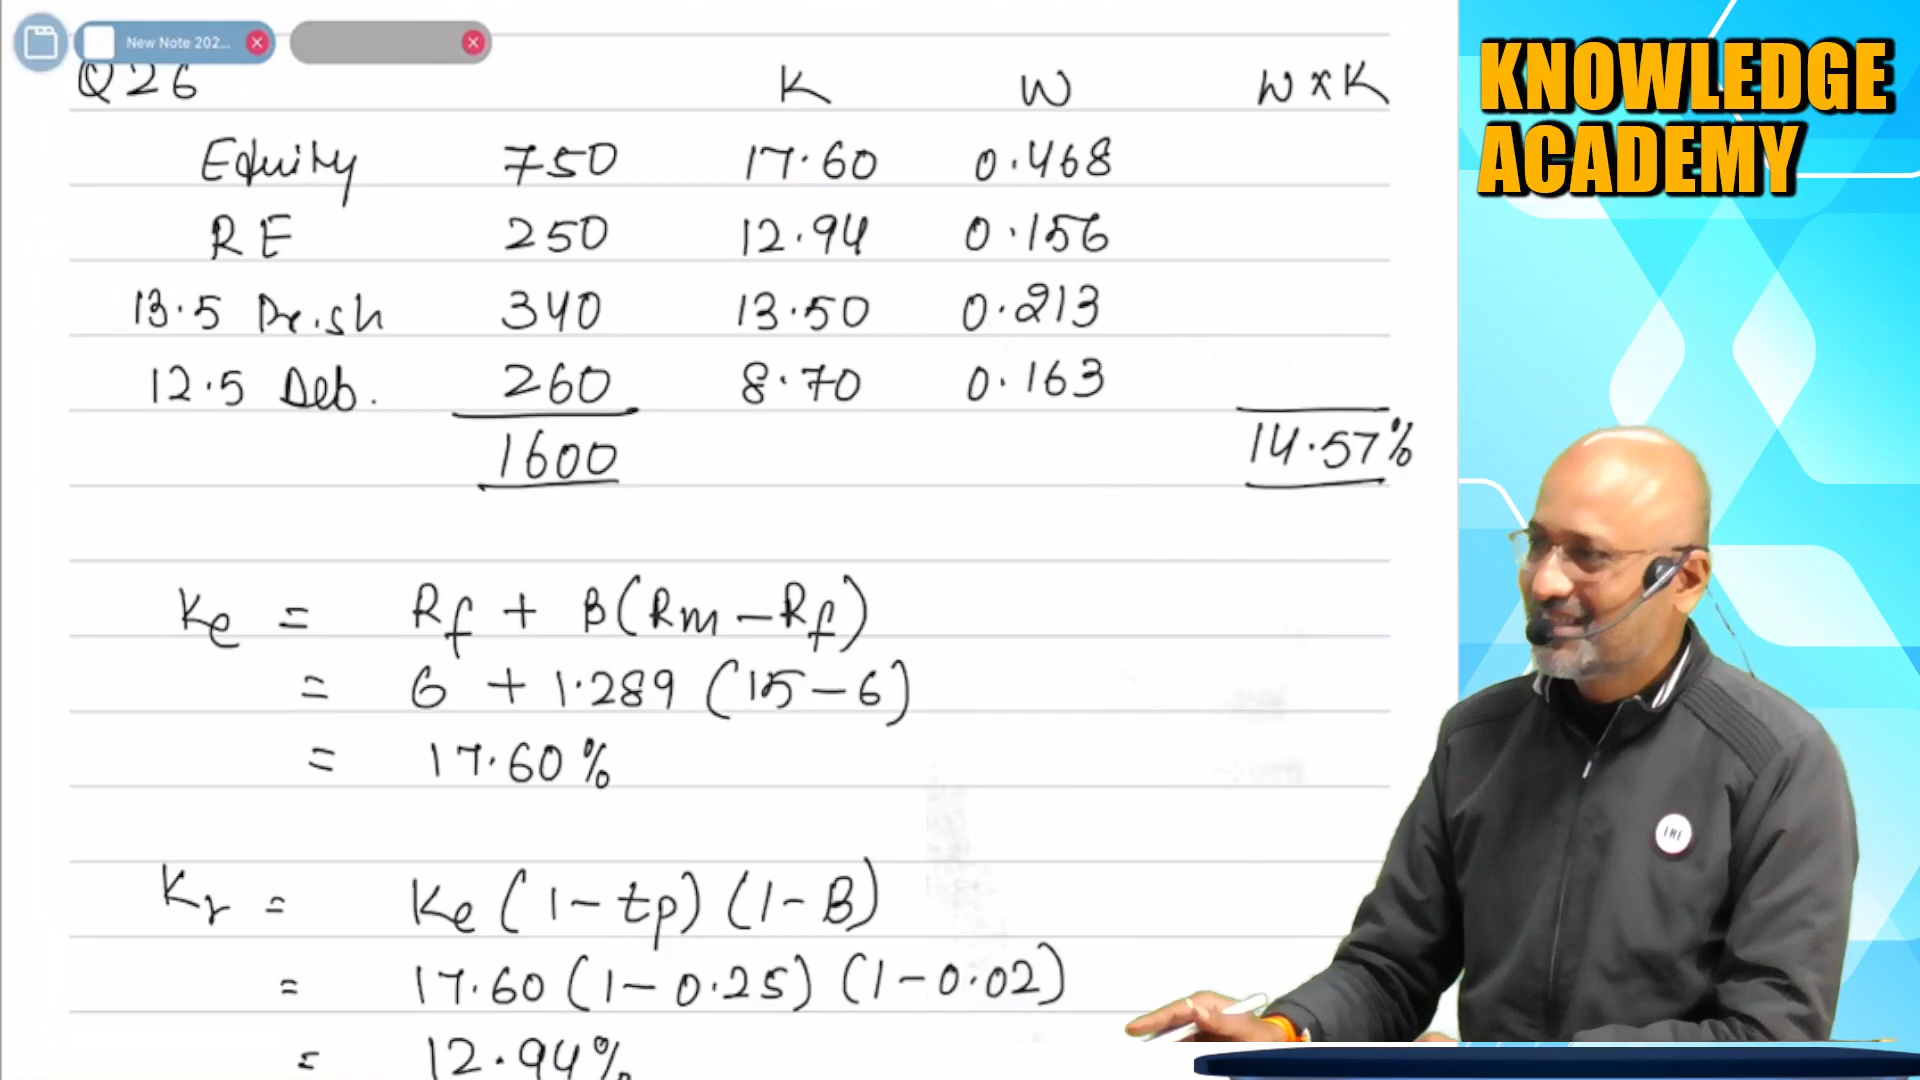 New Note 202...
KNOWLEDGE
ACADEMY
Q26 K W W x K
Equity 750 17.60 0.468
RE 250 12.94 0.156
13.5 Pre.sh 340 13.50 0.213
12.5 Deb. 260 8.70 0.163
1600 14.57%
Ke = Rf + B(Rm - Rf)
= 6 + 1.289 (15 - 6)
= 17.60%
Kr = Ke (1 - tp) (1 - B)
= 17.60 (1 - 0.25) (1 - 0.02)
= 12.94%